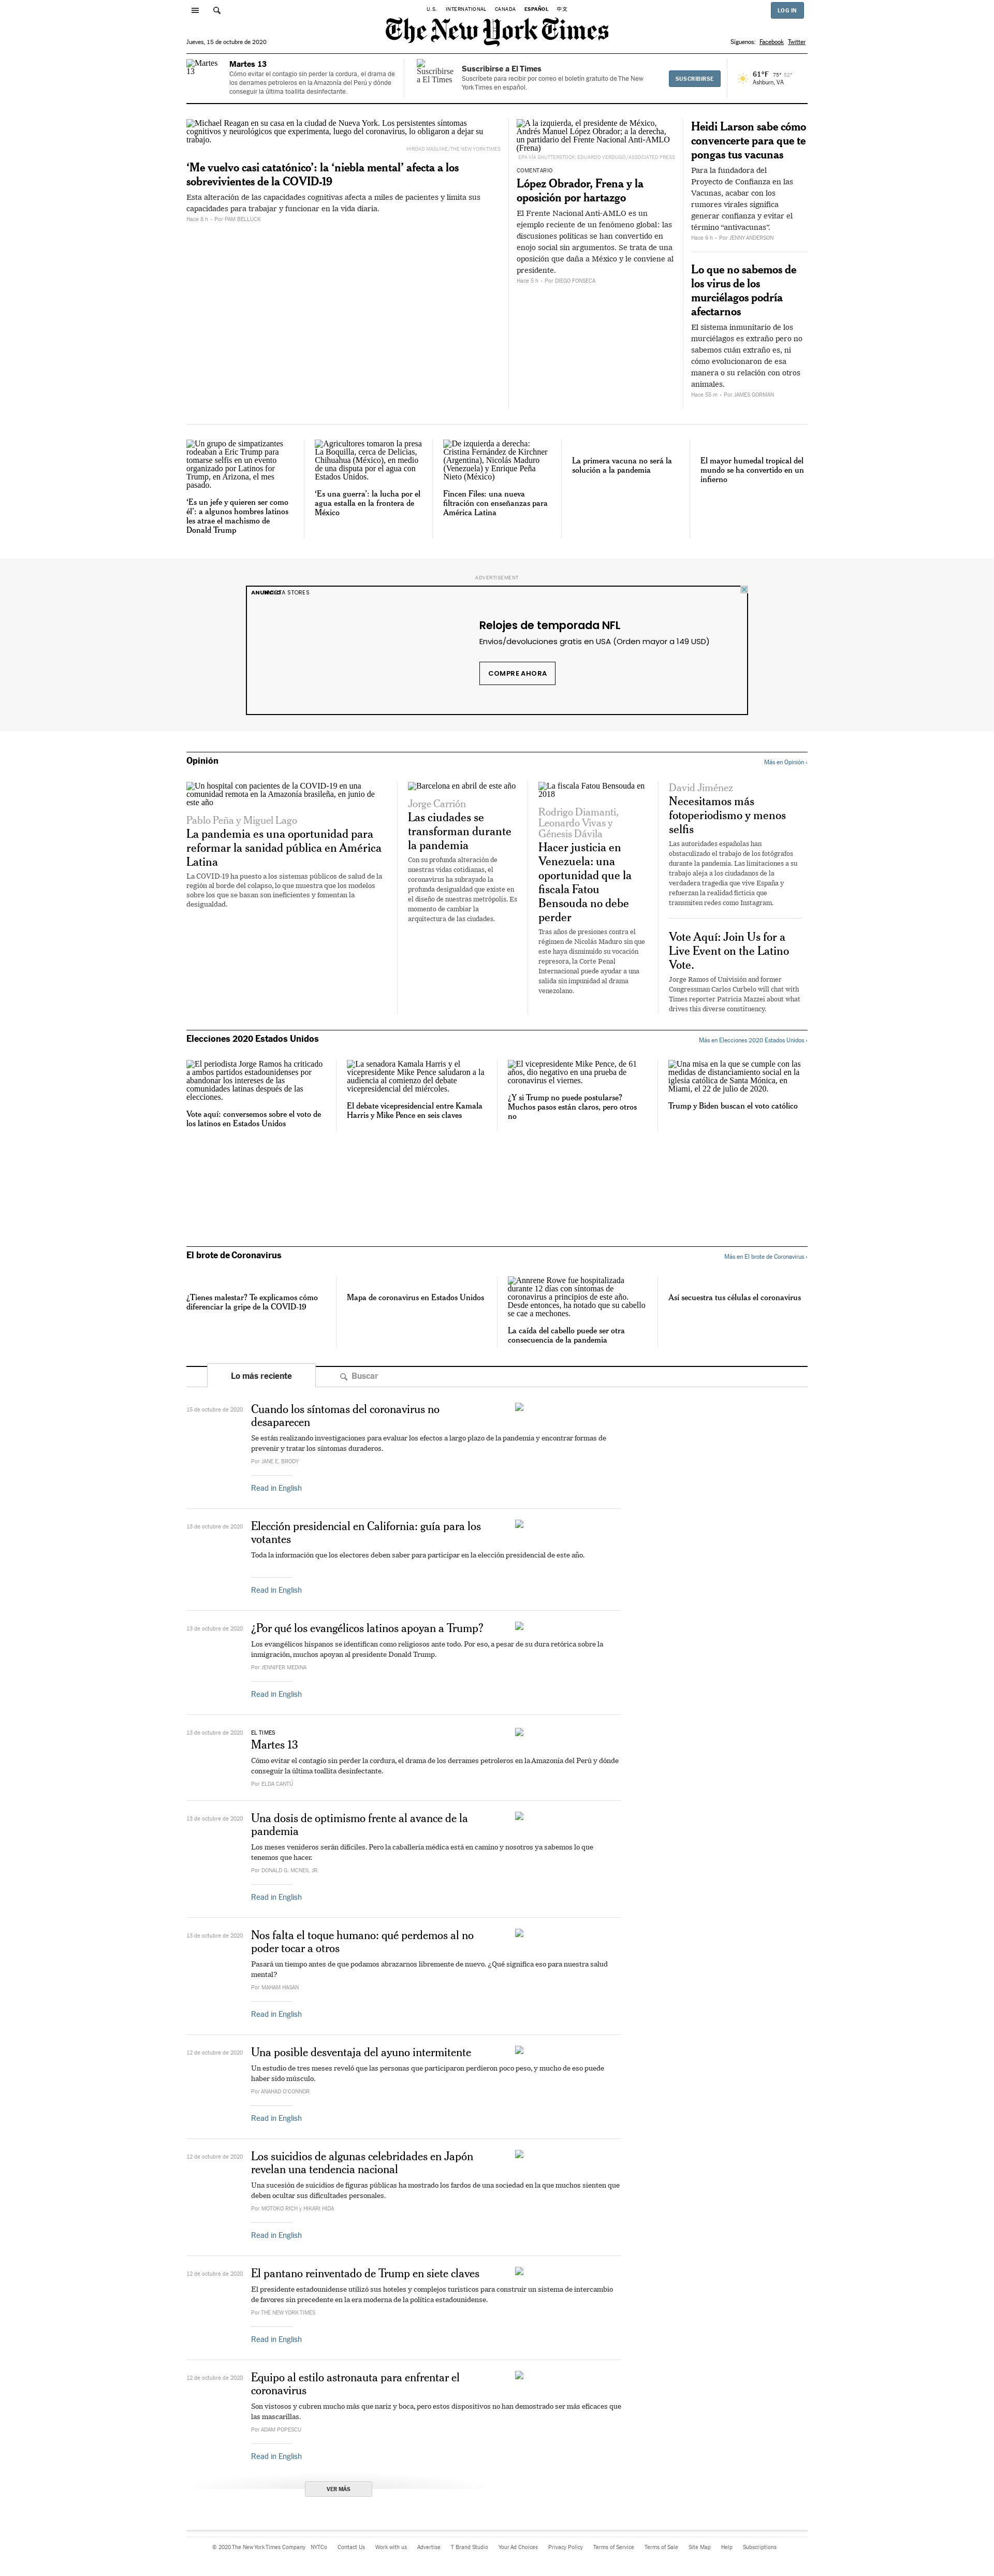 U.S. INTERNATIONAL CANADA ESPAÑOL 中文
LOG IN
The New York Times
Jueves, 15 de octubre de 2020
Síguenos: Facebook Twitter
Martes 13
Martes 13
Cómo evitar el contagio sin perder la cordura, el drama de
los derrames petroleros en la Amazonía del Perú y dónde
conseguir la última toallita desinfectante.
Suscribirse
a El Times
Suscribirse a El Times
Suscríbete para recibir por correo el boletín gratuito de The New
York Times en español.
SUSCRIBIRSE
61°F 75° 52°
Ashburn, VA
Michael Reagan en su casa en la ciudad de Nueva York. Los persistentes síntomas
cognitivos y neurológicos que experimenta, luego del coronavirus, lo obligaron a dejar su
trabajo.
HIROKO MASUIKE/THE NEW YORK TIMES
‘Me vuelvo casi catatónico’: la ‘niebla mental’ afecta a los
sobrevivientes de la COVID-19
Esta alteración de las capacidades cognitivas afecta a miles de pacientes y limita sus
capacidades para trabajar y funcionar en la vida diaria.
Hace 8 h · Por PAM BELLUCK
A la izquierda, el presidente de México,
Andrés Manuel López Obrador; a la derecha,
un partidario del Frente Nacional Anti-AMLO
(Frena)
EPA VÍA SHUTTERSTOCK; EDUARDO VERDUGO/ASSOCIATED PRESS
COMENTARIO
López Obrador, Frena y la
oposición por hartazgo
El Frente Nacional Anti-AMLO es un
ejemplo reciente de un fenómeno global: las
discusiones políticas se han convertido en
enojo social sin argumentos. Se trata de una
oposición que daña a México y le conviene al
presidente.
Hace 5 h · Por DIEGO FONSECA
Heidi Larson sabe cómo
convencerte para que te
pongas tus vacunas
Para la fundadora del
Proyecto de Confianza en las
Vacunas, acabar con los
rumores virales significa
generar confianza y evitar el
término “antivacunas”.
Hace 8 h · Por JENNY ANDERSON
Lo que no sabemos de
los virus de los
murciélagos podría
afectarnos
El sistema inmunitario de los
murciélagos es extraño pero no
sabemos cuán extraño es, ni
cómo evolucionaron de esa
manera o su relación con otros
animales.
Hace 55 m · Por JAMES GORMAN
Un grupo de simpatizantes
rodeaban a Eric Trump para
tomarse selfis en un evento
organizado por Latinos for
Trump, en Arizona, el mes
pasado.
‘Es un jefe y quieren ser como
él’: a algunos hombres latinos
les atrae el machismo de
Donald Trump
Agricultores tomaron la presa
La Boquilla, cerca de Delicias,
Chihuahua (México), en medio
de una disputa por el agua con
Estados Unidos.
‘Es una guerra’: la lucha por el
agua estalla en la frontera de
México
De izquierda a derecha:
Cristina Fernández de Kirchner
(Argentina), Nicolás Maduro
(Venezuela) y Enrique Peña
Nieto (México)
Fincen Files: una nueva
filtración con enseñanzas para
América Latina
La primera vacuna no será la
solución a la pandemia
El mayor humedal tropical del
mundo se ha convertido en un
infierno
ADVERTISEMENT
ANUNCIO
STORES
Relojes de temporada NFL
Envíos/devoluciones gratis en USA (Orden mayor a 149 USD)
COMPRE AHORA
Opinión
Más en Opinión ›
Un hospital con pacientes de la COVID-19 en una
comunidad remota en la Amazonía brasileña, en junio de
este año
Pablo Peña y Miguel Lago
La pandemia es una oportunidad para
reformar la sanidad pública en América
Latina
La COVID-19 ha puesto a los sistemas públicos de salud de la
región al borde del colapso, lo que muestra que los modelos
sobre los que se basan son ineficientes y fomentan la
desigualdad.
Barcelona en abril de este año
Jorge Carrión
Las ciudades se
transforman durante
la pandemia
Con su profunda alteración de
nuestras vidas cotidianas, el
coronavirus ha subrayado la
profunda desigualdad que existe en
el diseño de nuestras metrópolis. Es
momento de cambiar la
arquitectura de las ciudades.
La fiscala Fatou Bensouda en
2018
Rodrigo Diamanti,
Leonardo Vivas y
Génesis Dávila
Hacer justicia en
Venezuela: una
oportunidad que la
fiscala Fatou
Bensouda no debe
perder
Tras años de presiones contra el
régimen de Nicolás Maduro sin que
este haya disminuido su vocación
represora, la Corte Penal
Internacional puede ayudar a una
salida sin impunidad al drama
venezolano.
David Jiménez
Necesitamos más
fotoperiodismo y menos
selfis
Las autoridades españolas han
obstaculizado el trabajo de los fotógrafos
durante la pandemia. Las limitaciones a su
trabajo aleja a los ciudadanos de la
verdadera tragedia que vive España y
refuerzan la realidad ficticia que
transmiten redes como Instagram.
Vote Aquí: Join Us for a
Live Event on the Latino
Vote.
Jorge Ramos of Univisión and former
Congressman Carlos Curbelo will chat with
Times reporter Patricia Mazzei about what
drives this diverse constituency.
Elecciones 2020 Estados Unidos
Más en Elecciones 2020 Estados Unidos ›
El periodista Jorge Ramos ha criticado
a ambos partidos estadounidenses por
abandonar los intereses de las
comunidades latinas después de las
elecciones.
Vote aquí: conversemos sobre el voto de
los latinos en Estados Unidos
La senadora Kamala Harris y el
vicepresidente Mike Pence saludaron a la
audiencia al comienzo del debate
vicepresidencial del miércoles.
El debate vicepresidencial entre Kamala
Harris y Mike Pence en seis claves
El vicepresidente Mike Pence, de 61
años, dio negativo en una prueba de
coronavirus el viernes.
¿Y si Trump no puede postularse?
Muchos pasos están claros, pero otros
no
Una misa en la que se cumple con las
medidas de distanciamiento social en la
iglesia católica de Santa Mónica, en
Miami, el 22 de julio de 2020.
Trump y Biden buscan el voto católico
El brote de Coronavirus
Más en El brote de Coronavirus ›
¿Tienes malestar? Te explicamos cómo
diferenciar la gripe de la COVID-19
Mapa de coronavirus en Estados Unidos
Annrene Rowe fue hospitalizada
durante 12 días con síntomas de
coronavirus a principios de este año.
Desde entonces, ha notado que su cabello
se cae a mechones.
La caída del cabello puede ser otra
consecuencia de la pandemia
Así secuestra tus células el coronavirus
Lo más reciente
Buscar
15 de octubre de 2020
Cuando los síntomas del coronavirus no
desaparecen
Se están realizando investigaciones para evaluar los efectos a largo plazo de la pandemia y encontrar formas de
prevenir y tratar los síntomas duraderos.
Por JANE E. BRODY
Read in English
13 de octubre de 2020
Elección presidencial en California: guía para los
votantes
Toda la información que los electores deben saber para participar en la elección presidencial de este año.
Read in English
13 de octubre de 2020
¿Por qué los evangélicos latinos apoyan a Trump?
Los evangélicos hispanos se identifican como religiosos ante todo. Por eso, a pesar de su dura retórica sobre la
inmigración, muchos apoyan al presidente Donald Trump.
Por JENNIFER MEDINA
Read in English
13 de octubre de 2020
EL TIMES
Martes 13
Cómo evitar el contagio sin perder la cordura, el drama de los derrames petroleros en la Amazonía del Perú y dónde
conseguir la última toallita desinfectante.
Por ELDA CANTÚ
13 de octubre de 2020
Una dosis de optimismo frente al avance de la
pandemia
Los meses venideros serán difíciles. Pero la caballería médica está en camino y nosotros ya sabemos lo que
tenemos que hacer.
Por DONALD G. MCNEIL JR.
Read in English
13 de octubre de 2020
Nos falta el toque humano: qué perdemos al no
poder tocar a otros
Pasará un tiempo antes de que podamos abrazarnos libremente de nuevo. ¿Qué significa eso para nuestra salud
mental?
Por MAHAM HASAN
Read in English
12 de octubre de 2020
Una posible desventaja del ayuno intermitente
Un estudio de tres meses reveló que las personas que participaron perdieron poco peso, y mucho de eso puede
haber sido músculo.
Por ANAHAD O'CONNOR
Read in English
12 de octubre de 2020
Los suicidios de algunas celebridades en Japón
revelan una tendencia nacional
Una sucesión de suicidios de figuras públicas ha mostrado los fardos de una sociedad en la que muchos sienten que
deben ocultar sus dificultades personales.
Por MOTOKO RICH y HIKARI HIDA
Read in English
12 de octubre de 2020
El pantano reinventado de Trump en siete claves
El presidente estadounidense utilizó sus hoteles y complejos turísticos para construir un sistema de intercambio
de favores sin precedente en la era moderna de la política estadounidense.
Por THE NEW YORK TIMES
Read in English
12 de octubre de 2020
Equipo al estilo astronauta para enfrentar el
coronavirus
Son vistosos y cubren mucho más que nariz y boca, pero estos dispositivos no han demostrado ser más eficaces que
las mascarillas.
Por ADAM POPESCU
Read in English
VER MÁS
© 2020 The New York Times Company NYTCo Contact Us Work with us Advertise T Brand Studio Your Ad Choices Privacy Policy Terms of Service Terms of Sale Site Map Help Subscriptions